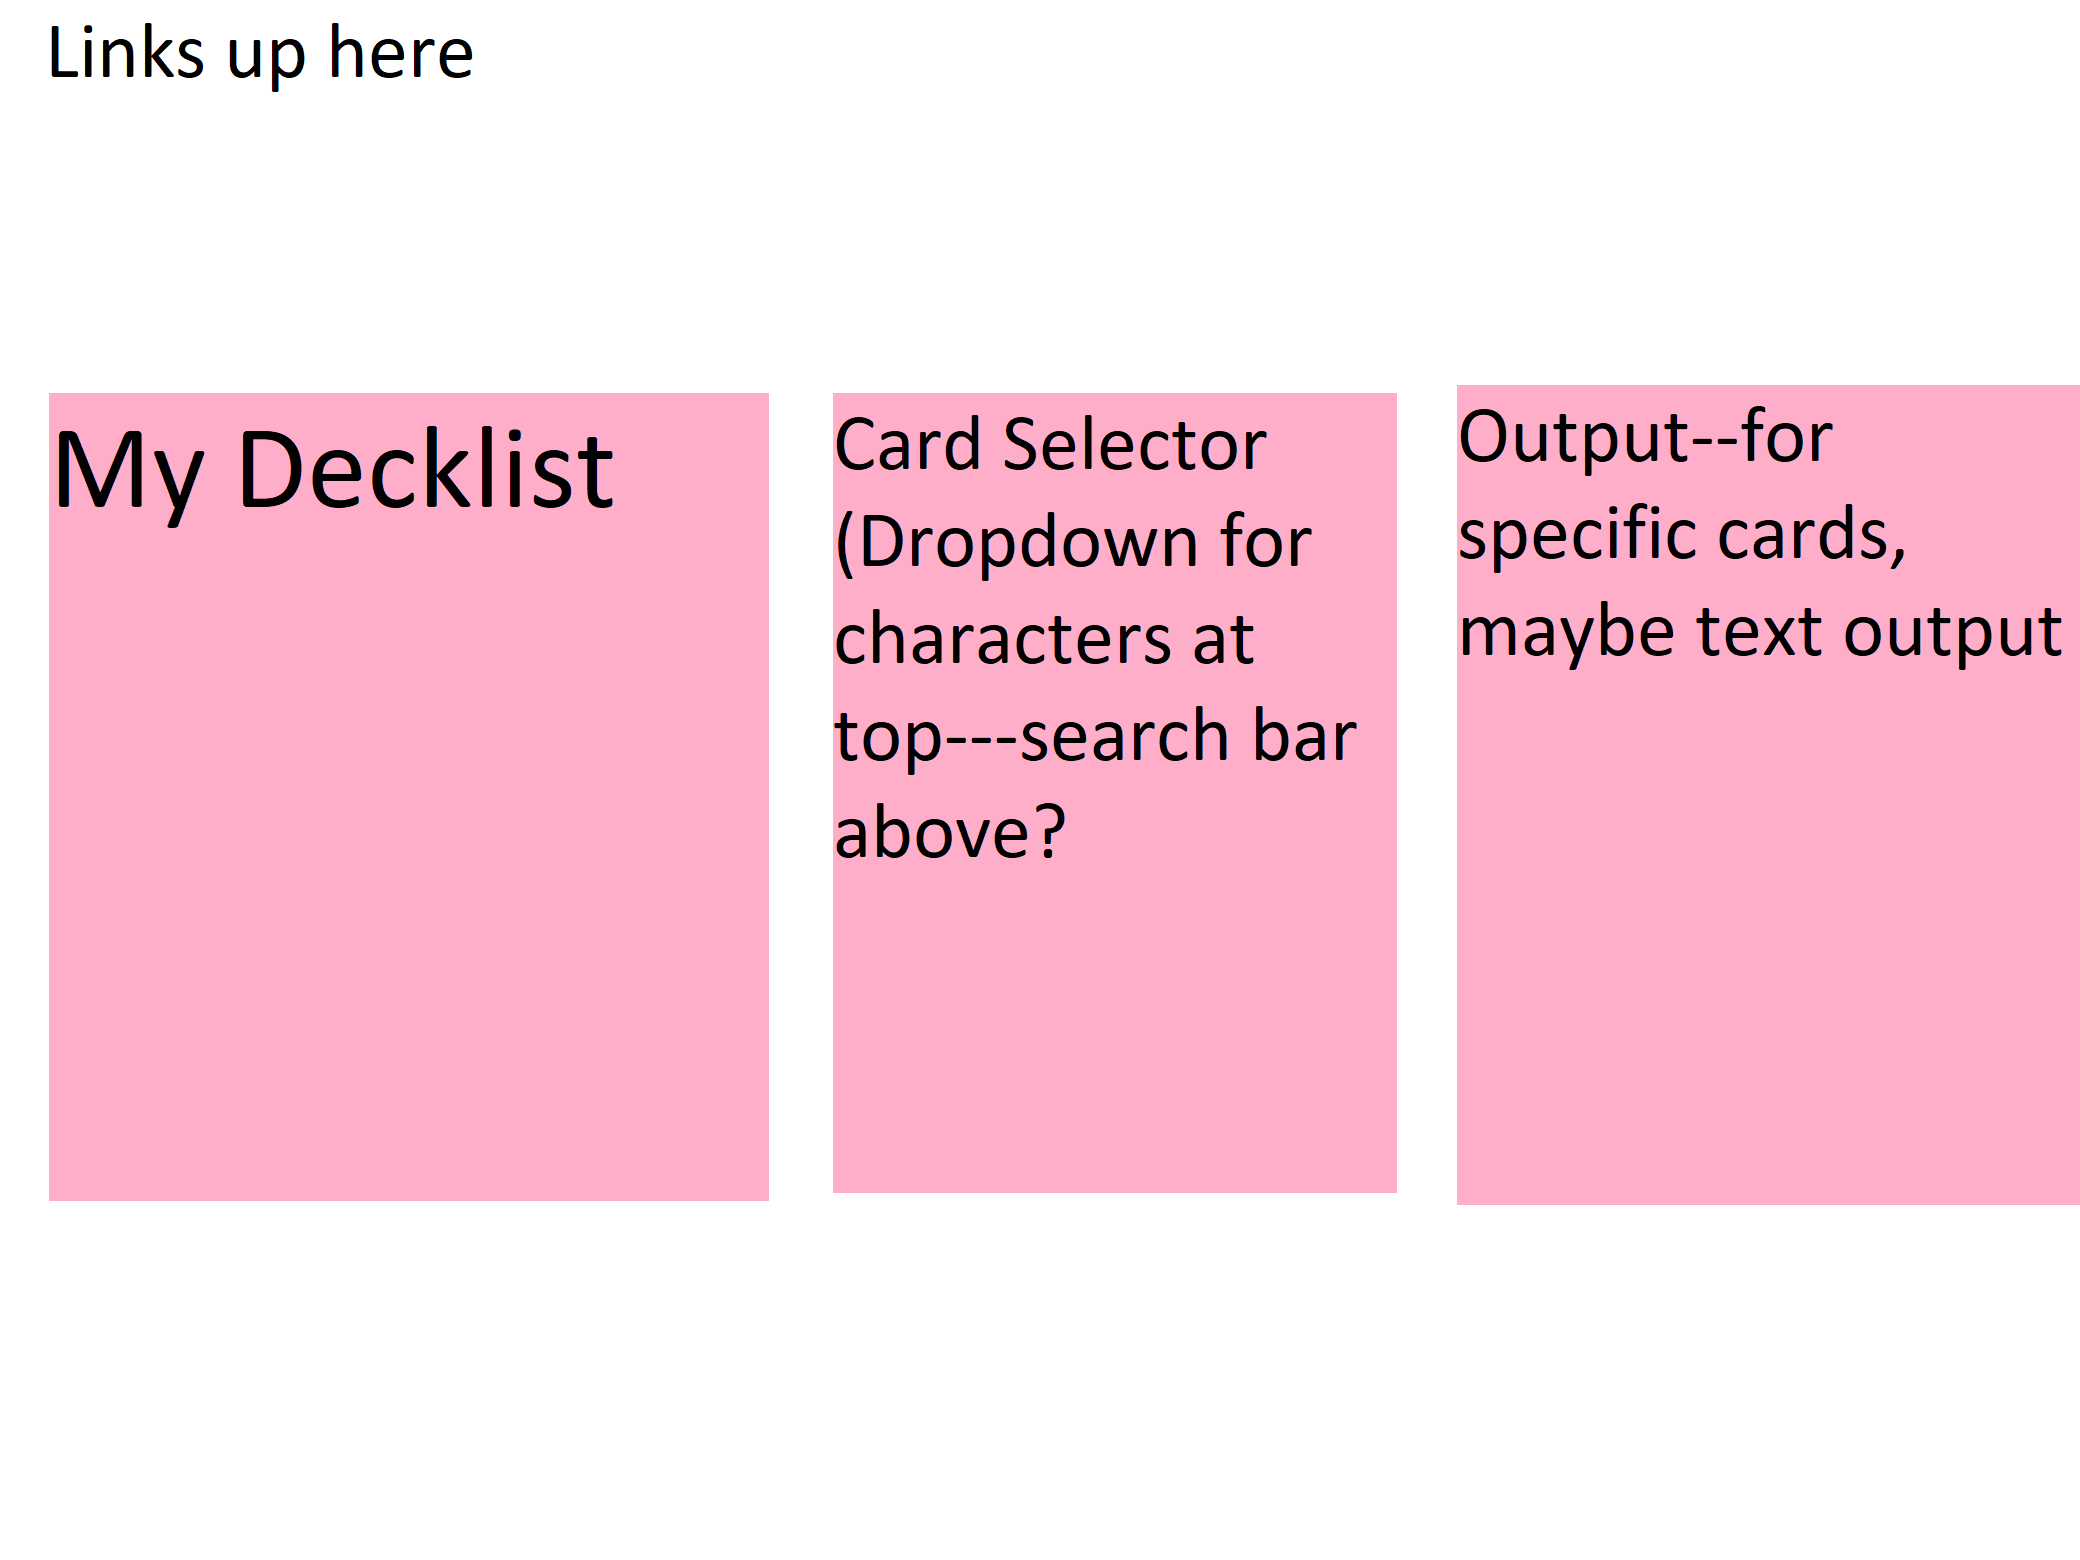 Links up here
My Decklist
Card Selector
(Dropdown for
characters at
top---search bar
above?
Output--for
specific cards,
maybe text output